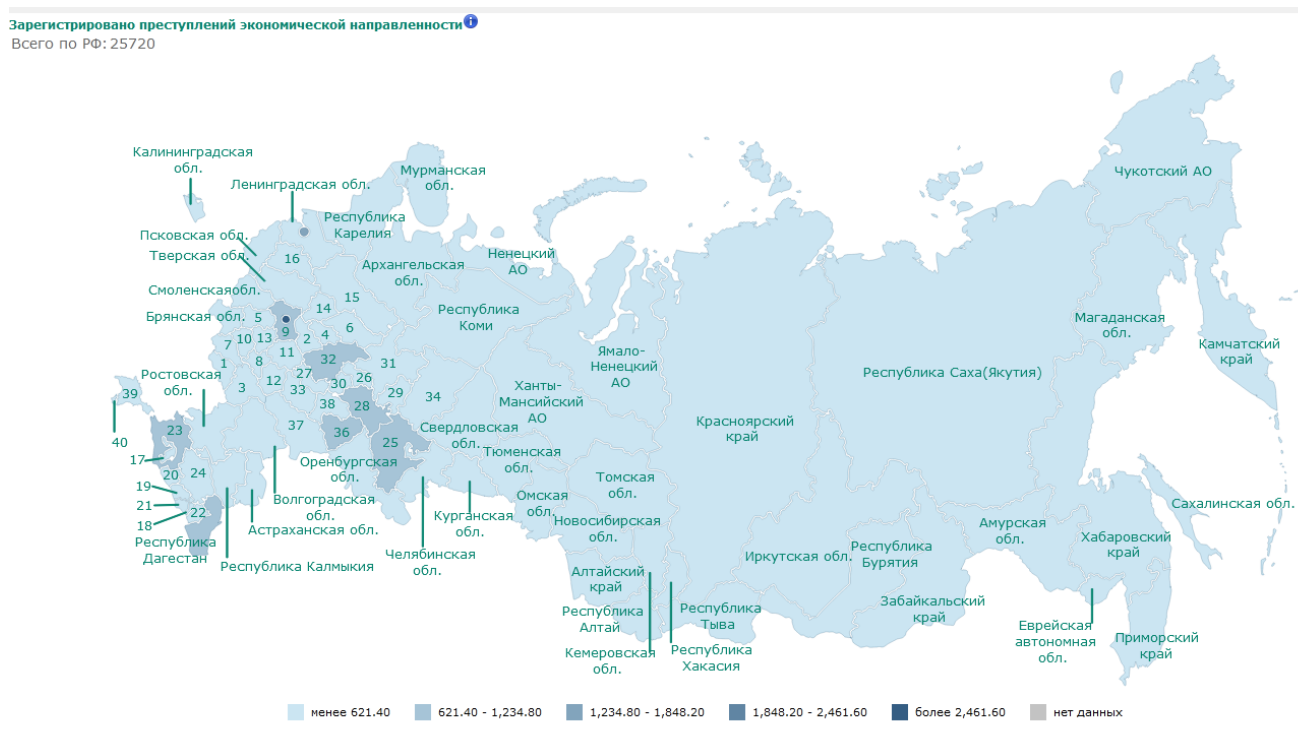 Зарегистрировано преступлений экономической направленности
Всего по РФ: 25720
Калининградская
обл.
Ленинградская обл.
Мурманская
обл.
Чукотский АО
Республика
Карелия
Псковская обл.
Тверская обл.
16
Ненецкий
АО
Архангельская
обл.
Смоленскаяобл.
15
14
Республика
Коми
Брянская обл.
5
9
2
4
6
Магаданская
обл.
Камчатский
край
7
10
13
11
Ямало-
Ненецкий
АО
1
8
32
31
Республика Саха(Якутия)
Ростовская
обл.
3
12
27
33
30
26
29
34
Ханты-
Мансийский
АО
39
38
28
Красноярский
край
40
23
37
36
25
Свердловская
обл.
17
20
24
Оренбургская
обл.
Тюменская
обл.
Томская
обл.
19
21
18
22
Волгоградская
обл.
Астраханская обл.
Курганская
обл.
Омская
обл.
Новосибирская
обл.
Сахалинская обл.
Амурская
обл.
Хабаровский
край
Республика
Дагестан
Республика Калмыкия
Челябинская
обл.
Иркутская обл.
Республика
Бурятия
Алтайский
край
Забайкальский
край
Республика
Алтай
Республика
Тыва
Еврейская
автономная
обл.
Приморский
край
Кемеровская
обл.
Республика
Хакасия
менее 621.40
621.40 - 1,234.80
1,234.80 - 1,848.20
1,848.20 - 2,461.60
более 2,461.60
нет данных